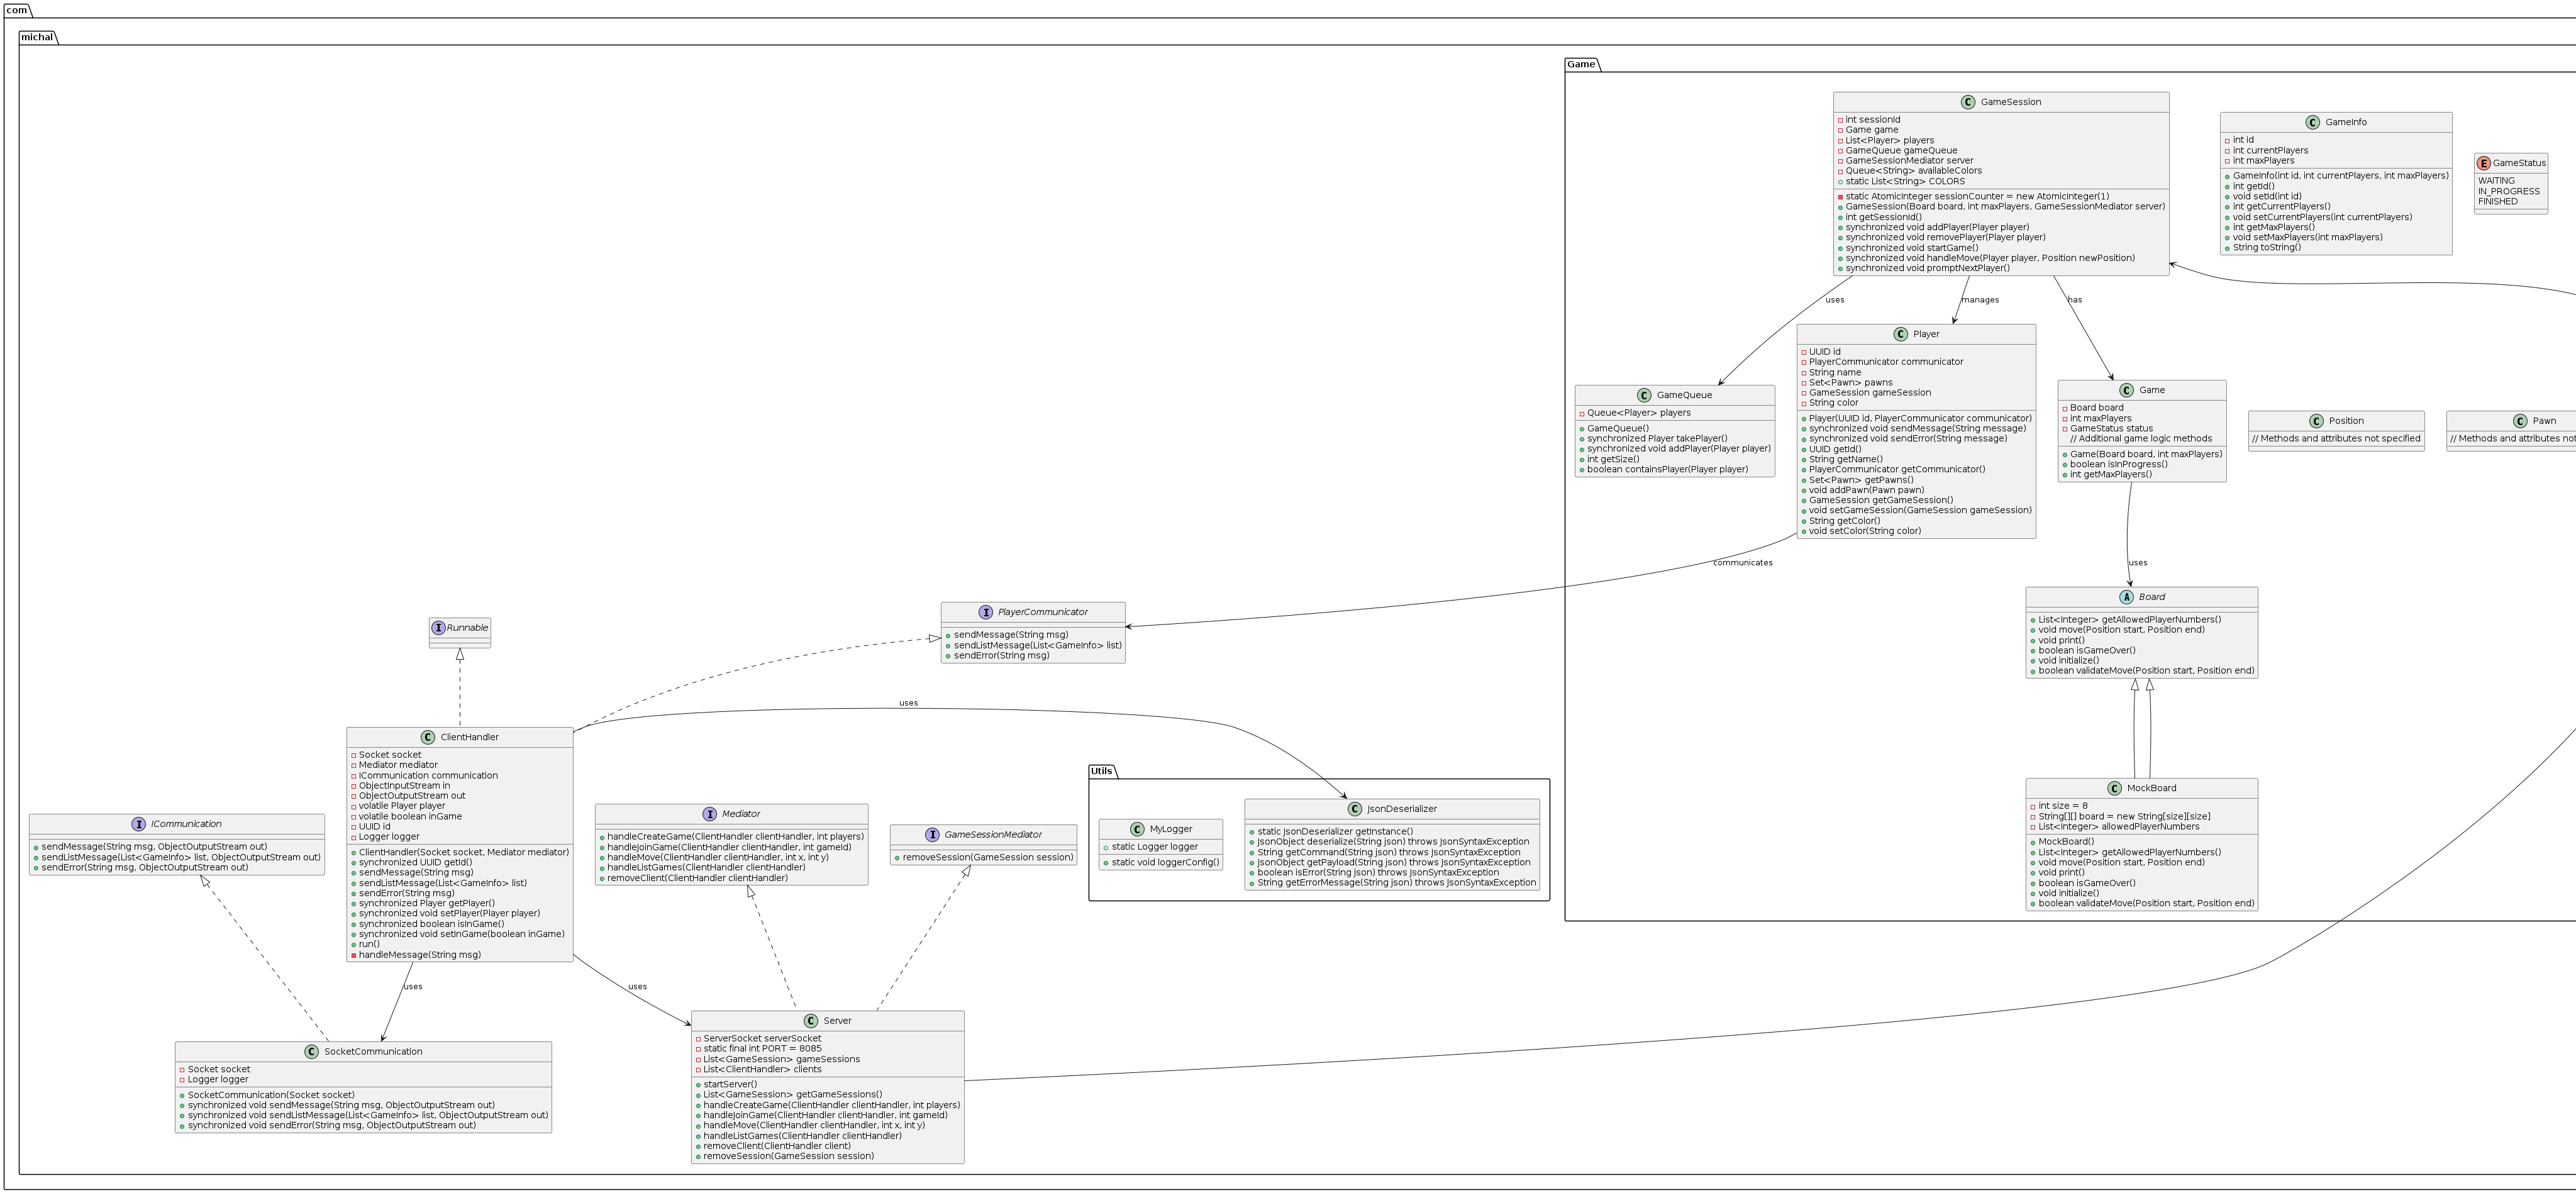 com
michal
Game
C GameSession
int sessionId
Game game
List<Player> players
GameQueue gameQueue
GameSessionMediator server
Queue<String> availableColors
static List<String> COLORS
static AtomicInteger sessionCounter = new AtomicInteger(1)
GameSession(Board board, int maxPlayers, GameSessionMediator server)
int getSessionId()
synchronized void addPlayer(Player player)
synchronized void removePlayer(Player player)
synchronized void startGame()
synchronized void handleMove(Player player, Position newPosition)
synchronized void promptNextPlayer()
C GameInfo
int id
int currentPlayers
int maxPlayers
GameInfo(int id, int currentPlayers, int maxPlayers)
int getId()
void setId(int id)
int getCurrentPlayers()
void setCurrentPlayers(int currentPlayers)
int getMaxPlayers()
void setMaxPlayers(int maxPlayers)
String toString()
E GameStatus
WAITING
IN_PROGRESS
FINISHED
uses
manages
has
C GameQueue
Queue<Player> players
GameQueue()
synchronized Player takePlayer()
synchronized void addPlayer(Player player)
int getSize()
boolean containsPlayer(Player player)
C Player
UUID id
PlayerCommunicator communicator
String name
Set<Pawn> pawns
GameSession gameSession
String color
Player(UUID id, PlayerCommunicator communicator)
synchronized void sendMessage(String message)
synchronized void sendError(String message)
UUID getId()
String getName()
PlayerCommunicator getCommunicator()
Set<Pawn> getPawns()
void addPawn(Pawn pawn)
GameSession getGameSession()
void setGameSession(GameSession gameSession)
String getColor()
void setColor(String color)
C Game
Board board
int maxPlayers
GameStatus status
// Additional game logic methods
Game(Board board, int maxPlayers)
boolean isInProgress()
int getMaxPlayers()
C Position
// Methods and attributes not specified
C Pawn
// Methods and attributes not
communicates
uses
C PlayerCommunicator
sendMessage(String msg)
sendListMessage(List<GameInfo> list)
sendError(String msg)
I Runnable
A Board
List<Integer> getAllowedPlayerNumbers()
void move(Position start, Position end)
void print()
boolean isGameOver()
void initialize()
boolean validateMove(Position start, Position end)
uses
C ClientHandler
Socket socket
Mediator mediator
ICommunication communication
ObjectInputStream in
ObjectOutputStream out
volatile Player player
volatile boolean inGame
UUID id
Logger logger
ClientHandler(Socket socket, Mediator mediator)
synchronized UUID getId()
sendMessage(String msg)
sendListMessage(List<GameInfo> list)
sendError(String msg)
synchronized Player getPlayer()
synchronized void setPlayer(Player player)
synchronized boolean isInGame()
synchronized void setInGame(boolean inGame)
run()
handleMessage(String msg)
I ICommunication
sendMessage(String msg, ObjectOutputStream out)
sendListMessage(List<GameInfo> list, ObjectOutputStream out)
sendError(String msg, ObjectOutputStream out)
I Mediator
handleCreateGame(ClientHandler clientHandler, int players)
handleJoinGame(ClientHandler clientHandler, int gameId)
handleMove(ClientHandler clientHandler, int x, int y)
handleListGames(ClientHandler clientHandler)
removeClient(ClientHandler clientHandler)
I GameSessionMediator
removeSession(GameSession session)
Utils
C MyLogger
static Logger logger
static void loggerConfig()
C JsonDeserializer
static JsonDeserializer getInstance()
JsonObject deserialize(String json) throws JsonSyntaxException
String getCommand(String json) throws JsonSyntaxException
JsonObject getPayload(String json) throws JsonSyntaxException
boolean isError(String json) throws JsonSyntaxException
String getErrorMessage(String json) throws JsonSyntaxException
C MockBoard
int size = 8
String[][] board = new String[size][size]
List<Integer> allowedPlayerNumbers
MockBoard()
List<Integer> getAllowedPlayerNumbers()
void move(Position start, Position end)
void print()
boolean isGameOver()
void initialize()
boolean validateMove(Position start, Position end)
uses
uses
C SocketCommunication
Socket socket
Logger logger
SocketCommunication(Socket socket)
synchronized void sendMessage(String msg, ObjectOutputStream out)
synchronized void sendListMessage(List<GameInfo> list, ObjectOutputStream out)
synchronized void sendError(String msg, ObjectOutputStream out)
C Server
ServerSocket serverSocket
static final int PORT = 8085
List<GameSession> gameSessions
List<ClientHandler> clients
startServer()
List<GameSession> getGameSessions()
handleCreateGame(ClientHandler clientHandler, int players)
handleJoinGame(ClientHandler clientHandler, int gameId)
handleMove(ClientHandler clientHandler, int x, int y)
handleListGames(ClientHandler clientHandler)
removeClient(ClientHandler client)
removeSession(GameSession session)